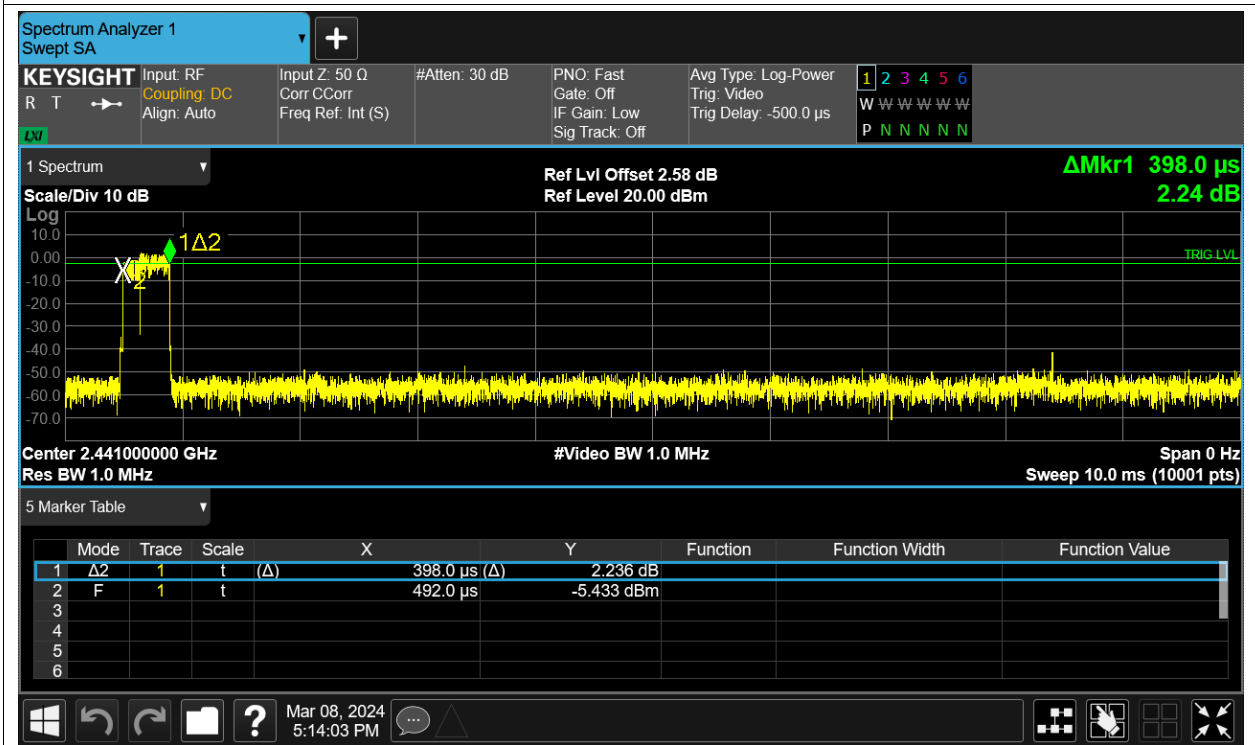 Spectrum Analyzer 1
Swept SA
KEYSIGHT Input: RF Input Z: 50 Ω #Atten: 30 dB PNO: Fast Avg Type: Log-Power 1 2 3 4 5 6
R T Coupling: DC Corr CCorr Gate: Off Trig: Video W W W W W W
Align: Auto Freq Ref: Int (S) IF Gain: Low Trig Delay: -500.0 µs
LXI Sig Track: Off P N N N N N
1 Spectrum Ref Lvl Offset 2.58 dB ΔMkr1 398.0 µs
Scale/Div 10 dB Ref Level 20.00 dBm 2.24 dB
Log
10.0
1Δ2
0.00 TRIG LVL
2
-10.0
-20.0
-30.0
-40.0
-50.0
-60.0
-70.0
Center 2.441000000 GHz #Video BW 1.0 MHz Span 0 Hz
Res BW 1.0 MHz Sweep 10.0 ms (10001 pts)
5 Marker Table
Mode Trace Scale X Y Function Function Width Function Value
1 Δ2 1 t (Δ) 398.0 µs (Δ) 2.236 dB
2 F 1 t 492.0 µs -5.433 dBm
3
4
5
6
? Mar 08, 2024
5:14:03 PM